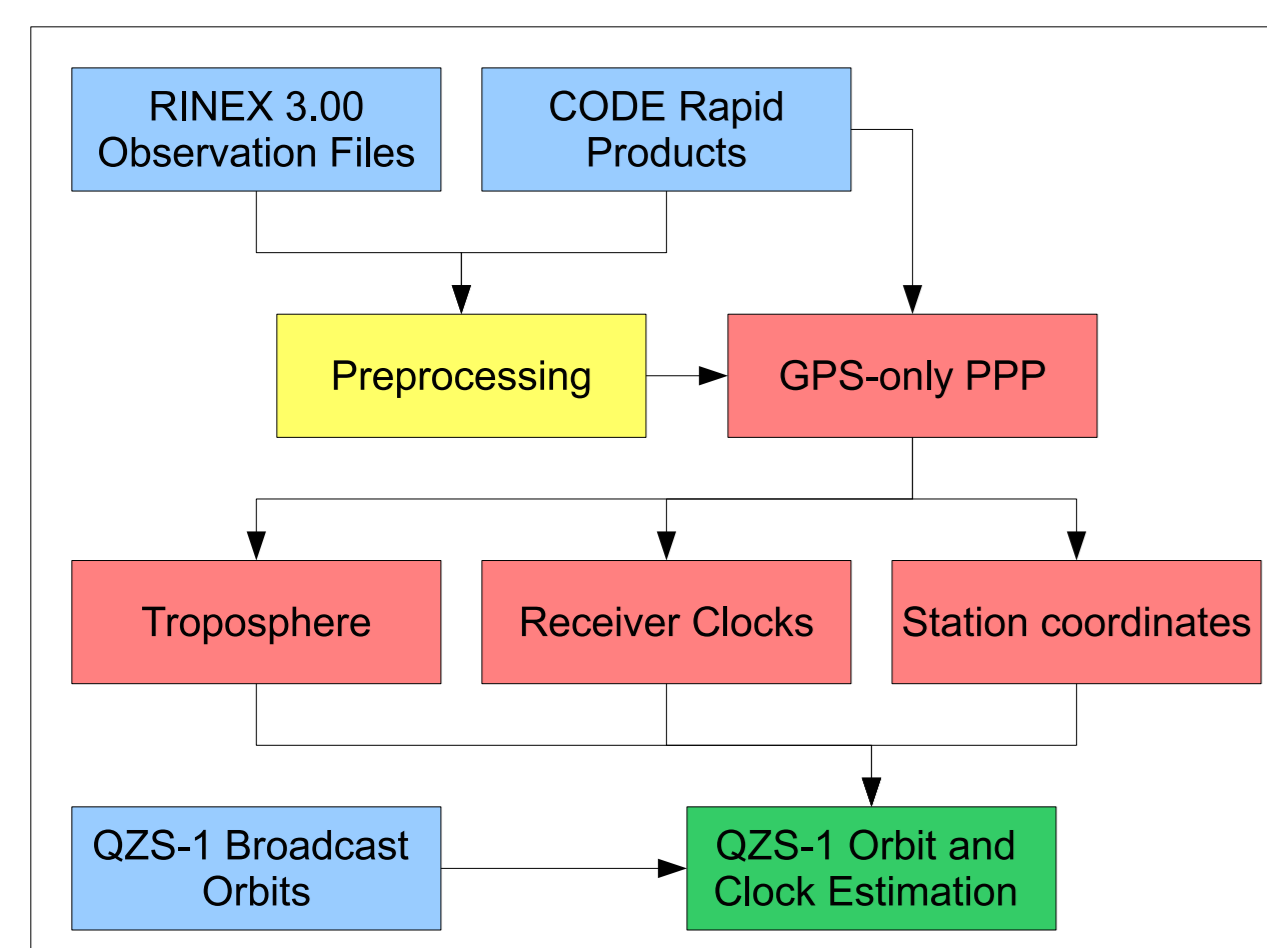 RINEX 3.00
Observation Files
CODE Rapid
Products
Preprocessing
GPS-only PPP
Troposphere
Receiver Clocks
Station coordinates
QZS-1 Broadcast
Orbits
QZS-1 Orbit and
Clock Estimation